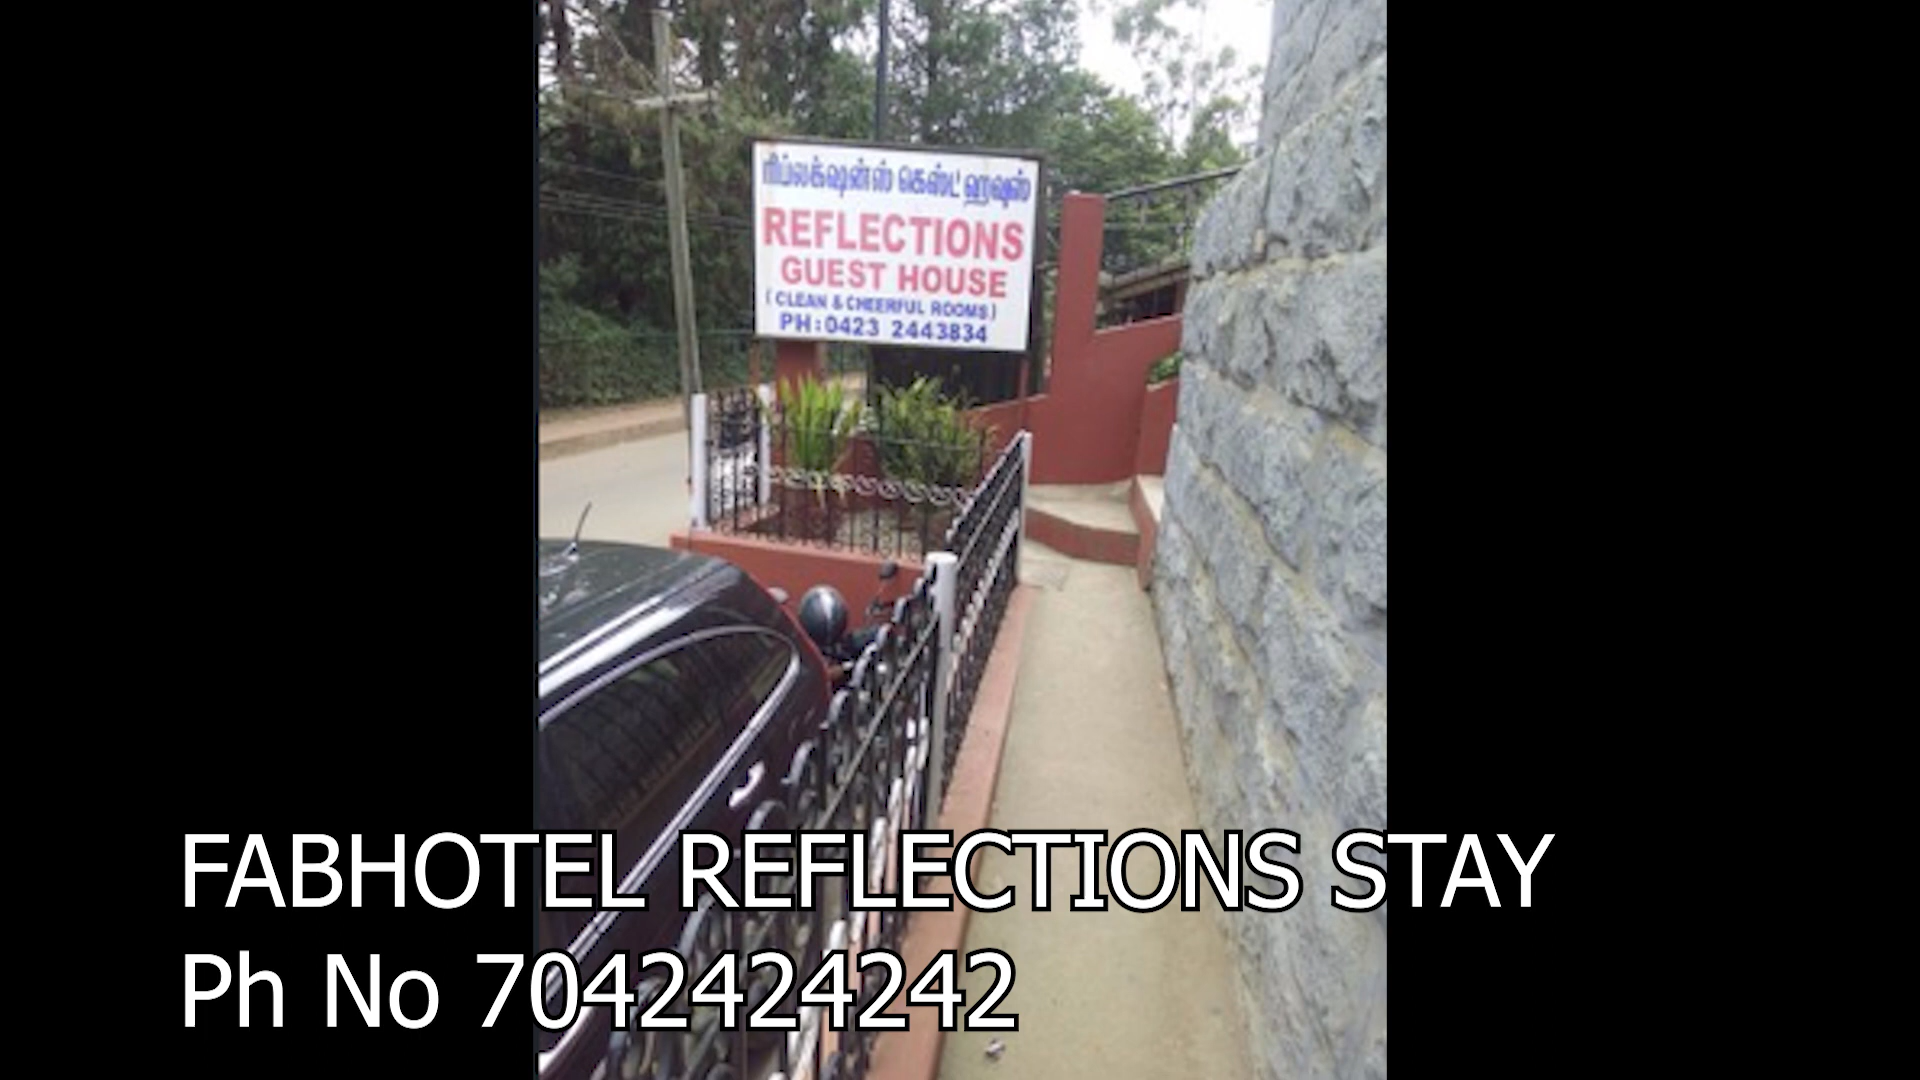 ரிப்லக்ஷன்ஸ் கெஸ்ட் ஹவுஸ்
REFLECTIONS
GUEST HOUSE
(CLEAN & CHEERFUL ROOMS)
PH:0423 2443834
FABHOTEL REFLECTIONS STAY
Ph No 7042424242